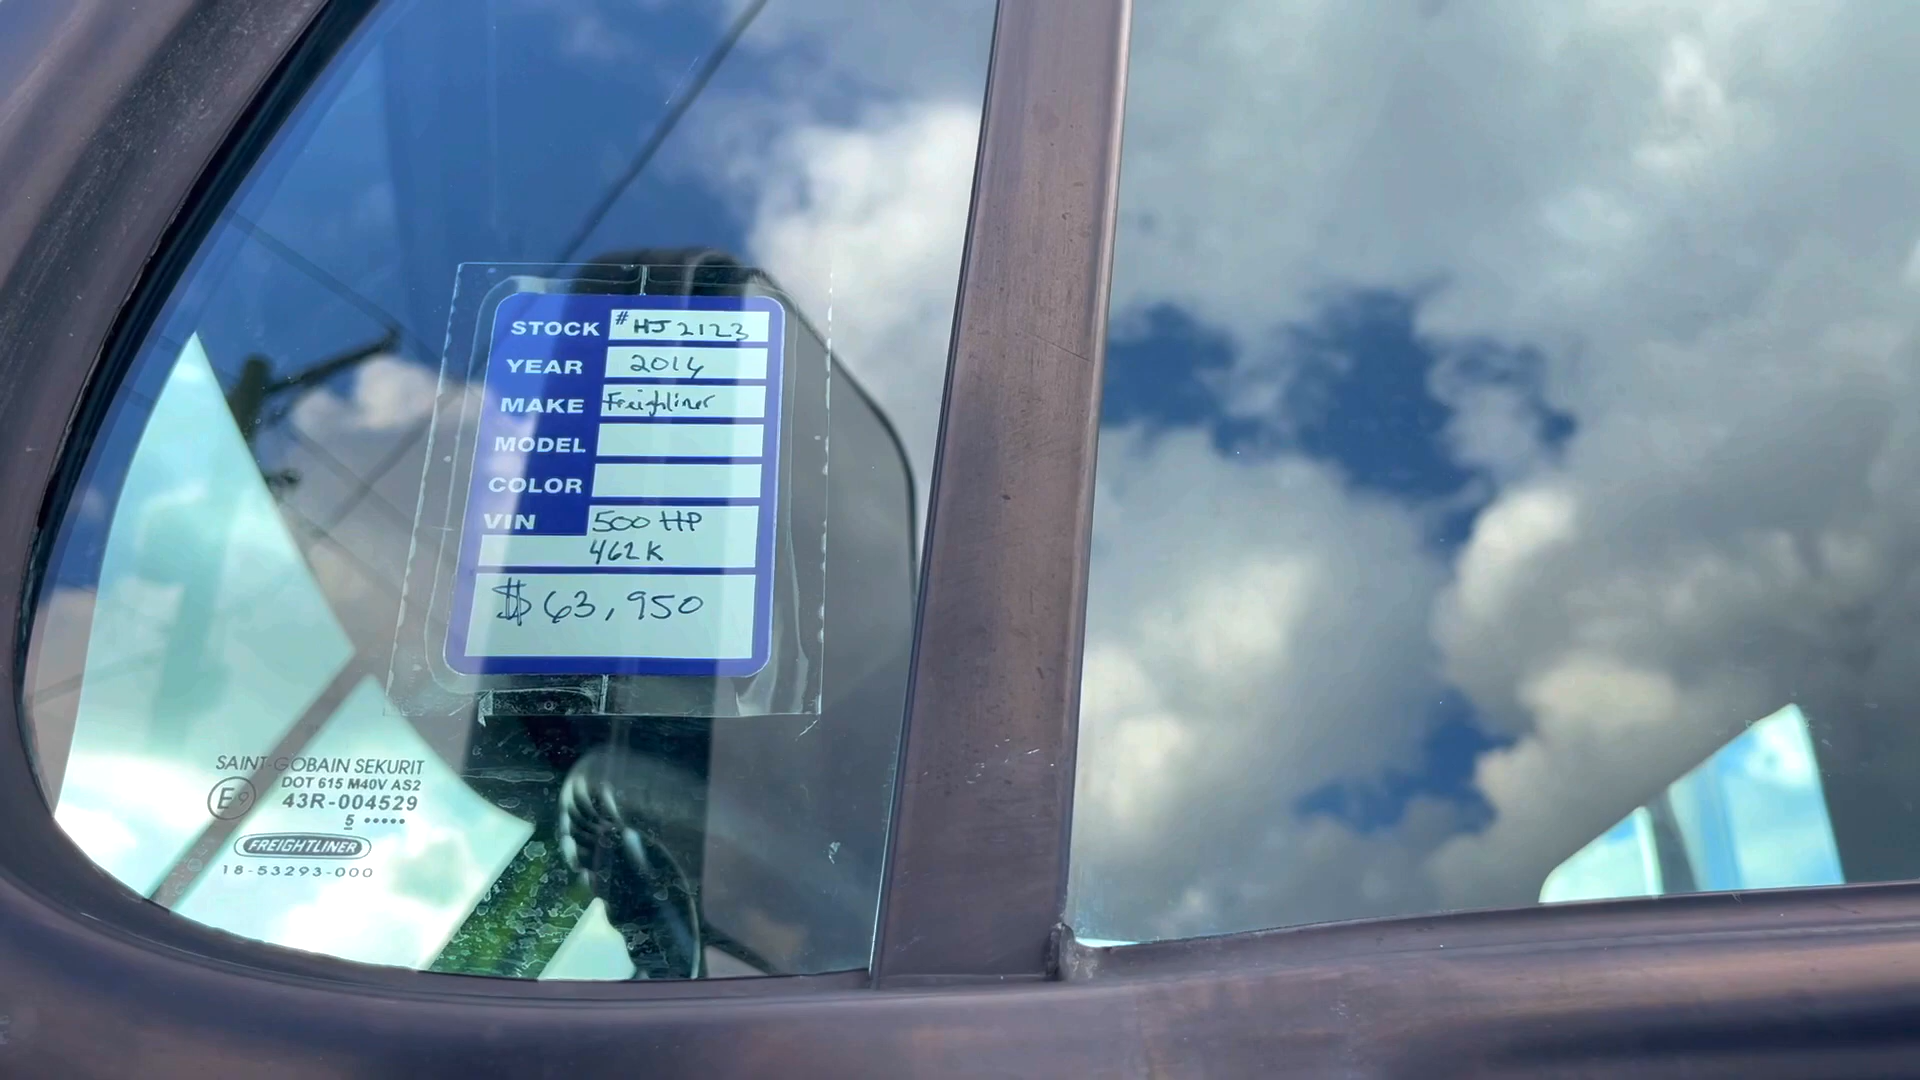 STOCK # HJ2123
YEAR 2014
MAKE Freightliner
MODEL
COLOR
VIN 500 HP
462K
$63,950
SAINT-GOBAIN SEKURIT
DOT 615 M40V AS2
E9 43R-004529
5 •••••
FREIGHTLINER
18-53293-000